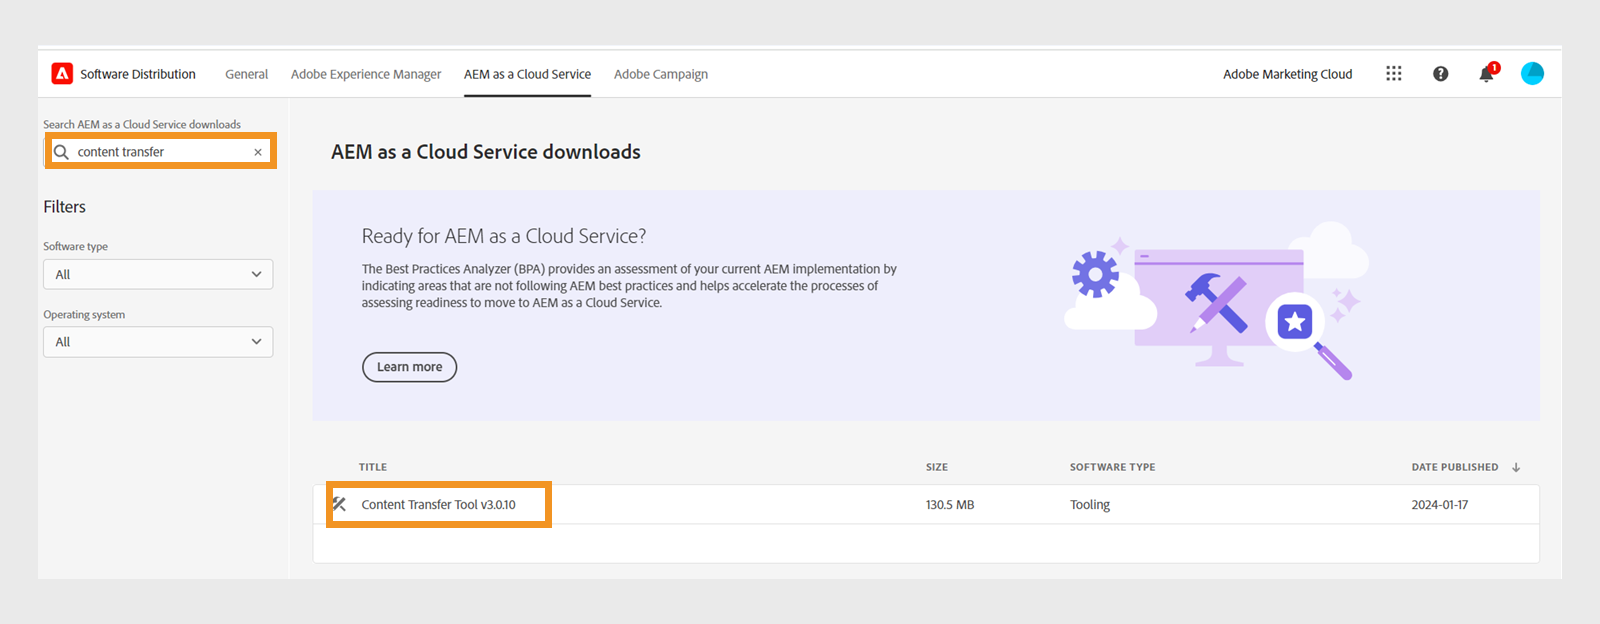 Software Distribution
General
Adobe Experience Manager
AEM as a Cloud Service
Adobe Campaign
Adobe Marketing Cloud
1
Search AEM as a Cloud Service downloads
content transfer
Filters
Software type
All
Operating system
All
AEM as a Cloud Service downloads
Ready for AEM as a Cloud Service?
The Best Practices Analyzer (BPA) provides an assessment of your current AEM implementation by
indicating areas that are not following AEM best practices and helps accelerate the processes of
assessing readiness to move to AEM as a Cloud Service.
Learn more
TITLE SIZE SOFTWARE TYPE DATE PUBLISHED
Content Transfer Tool v3.0.10 130.5 MB Tooling 2024-01-17